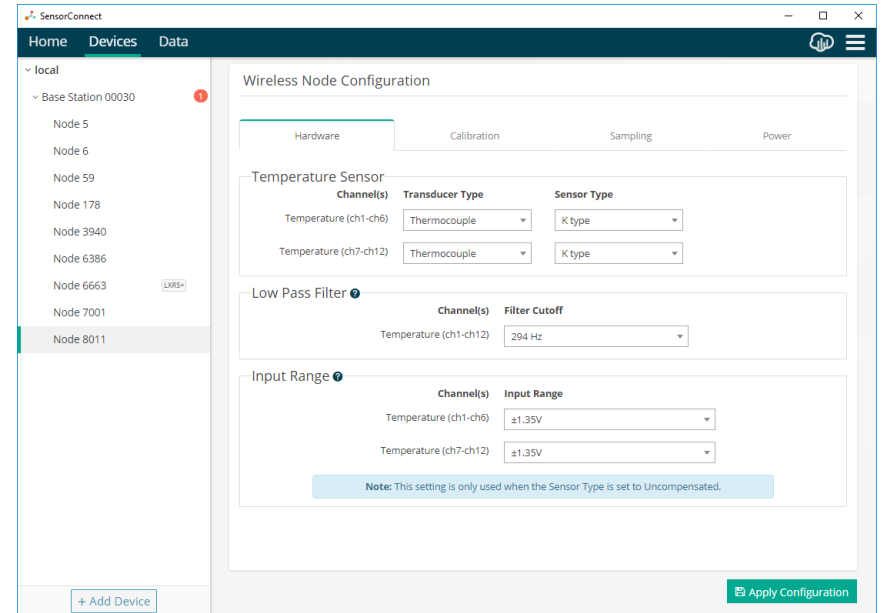 SensorConnect
Home Devices Data
local
Base Station 00030 1
Node 5
Node 6
Node 59
Node 178
Node 3940
Node 6386
Node 6663 LXRS+
Node 7001
Node 8011
+ Add Device
Wireless Node Configuration
Hardware Calibration Sampling Power
Temperature Sensor
Channel(s) Transducer Type Sensor Type
Temperature (ch1-ch6) Thermocouple K type
Temperature (ch7-ch12) Thermocouple K type
Low Pass Filter ?
Channel(s) Filter Cutoff
Temperature (ch1-ch12) 294 Hz
Input Range ?
Channel(s) Input Range
Temperature (ch1-ch6) ±1.35V
Temperature (ch7-ch12) ±1.35V
Note: This setting is only used when the Sensor Type is set to Uncompensated.
Apply Configuration